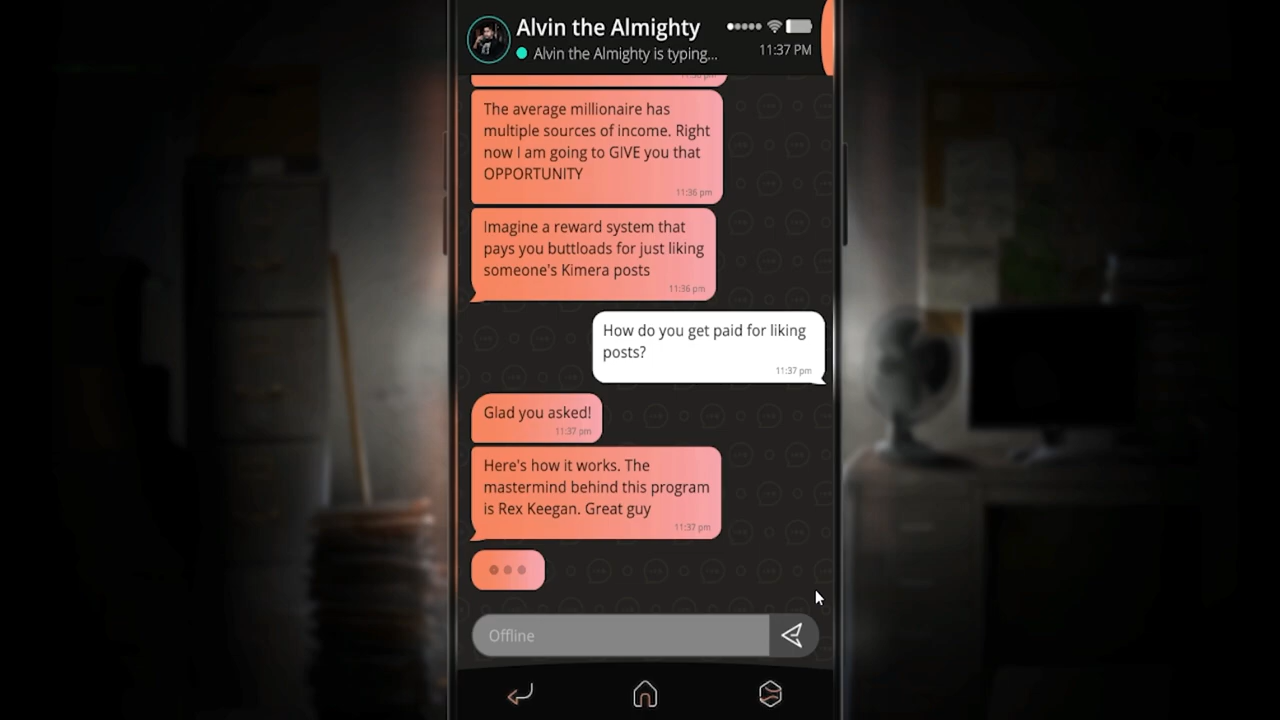 Alvin the Almighty
Alvin the Almighty is typing...
11:37 PM
The average millionaire has
multiple sources of income. Right
now I am going to GIVE you that
OPPORTUNITY
11:36 pm
Imagine a reward system that
pays you buttloads for just liking
someone's Kimera posts
11:36 pm
How do you get paid for liking
posts?
11:37 pm
Glad you asked!
11:37 pm
Here's how it works. The
mastermind behind this program
is Rex Keegan. Great guy
11:37 pm
Offline